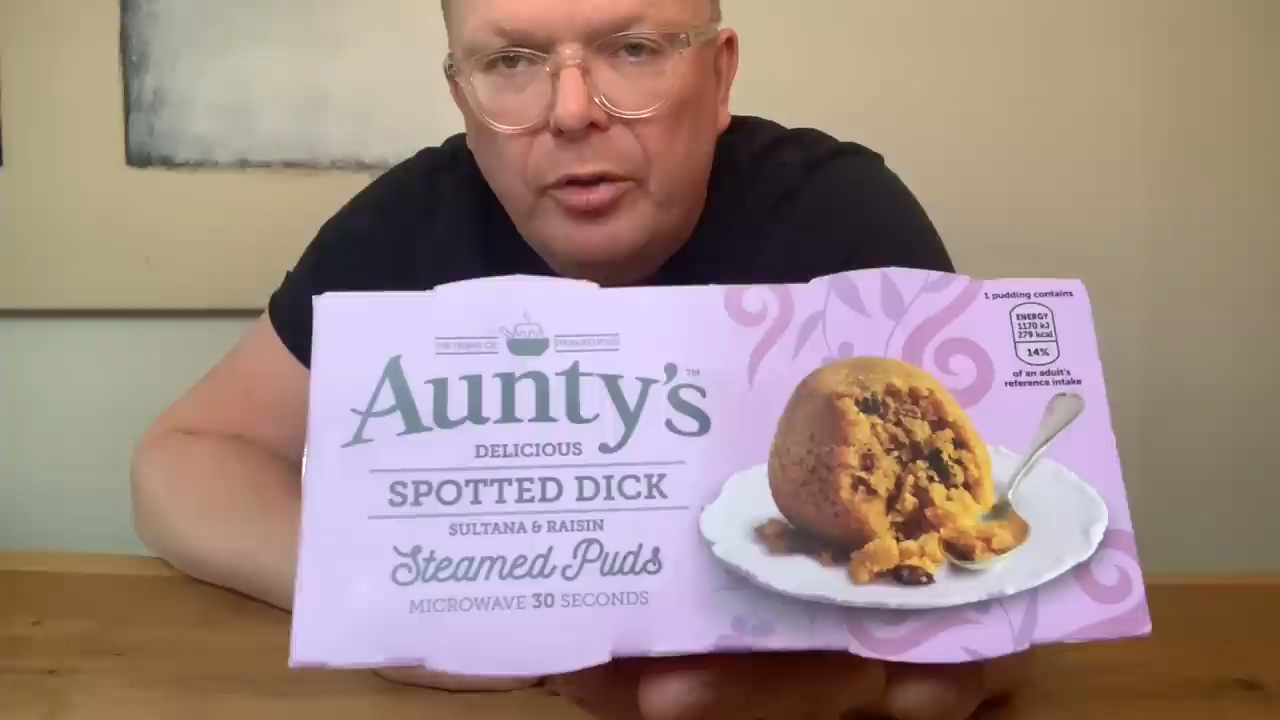 Aunty's™
DELICIOUS
SPOTTED DICK
SULTANA & RAISIN
Steamed Puds
MICROWAVE 30 SECONDS
1 pudding contains
ENERGY
1170 kJ
279 kcal
14%
of an adult's
reference intake